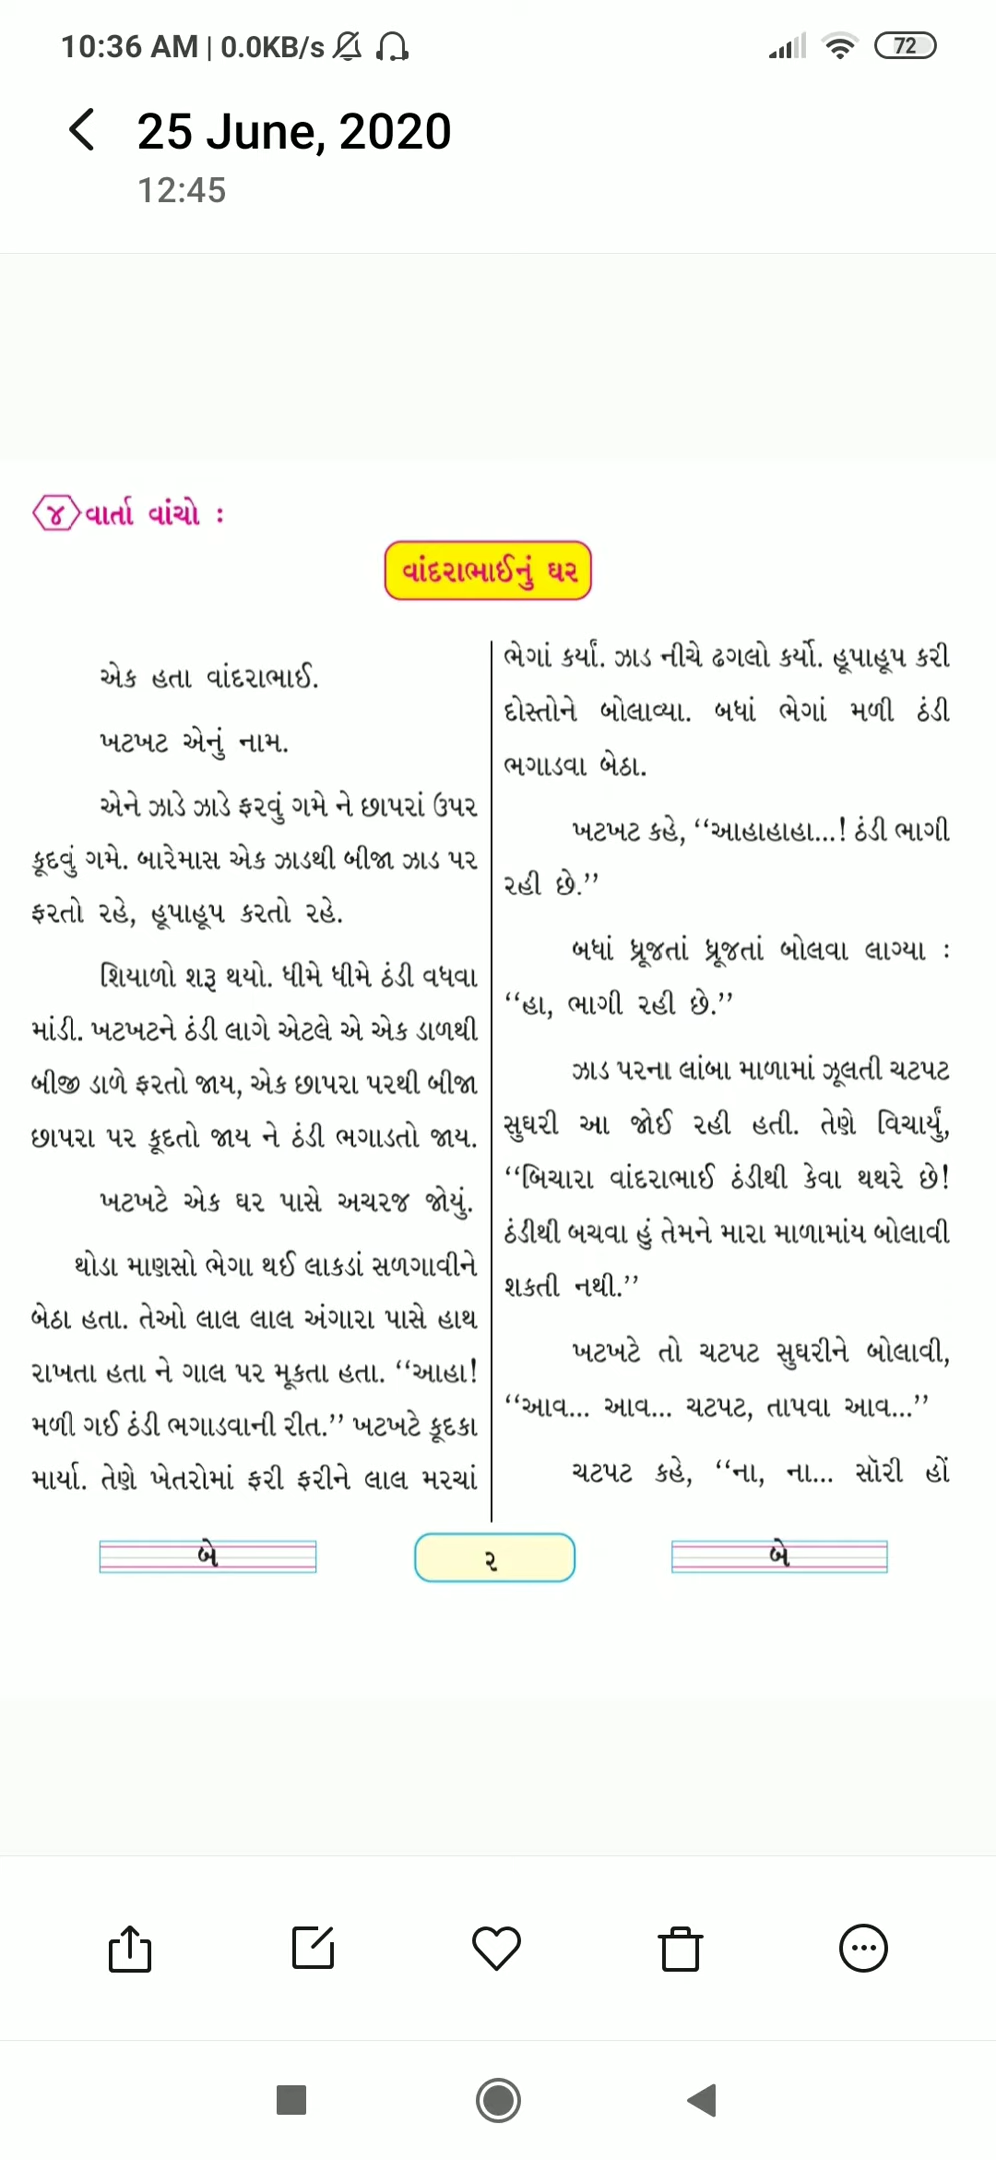 10:36 AM | 0.0KB/s
72
25 June, 2020
12:45
૪ વાર્તા વાંચો :
વાંદરાભાઈનું ઘર
એક હતા વાંદરાભાઈ.
ખટખટ એનું નામ.
એને ઝાડે ઝાડે ફરવું ગમે ને છાપરાં ઉપર
કૂદવું ગમે. બારેમાસ એક ઝાડથી બીજા ઝાડ પર
ફરતો રહે, હૂપાહૂપ કરતો રહે.
શિયાળો શરૂ થયો. ધીમે ધીમે ઠંડી વધવા
માંડી. ખટખટને ઠંડી લાગે એટલે એ એક ડાળથી
બીજી ડાળે ફરતો જાય, એક છાપરા પરથી બીજા
છાપરા પર કૂદતો જાય ને ઠંડી ભગાડતો જાય.
ખટખટે એક ઘર પાસે અચરજ જોયું.
થોડા માણસો ભેગા થઈ લાકડાં સળગાવીને
બેઠા હતા. તેઓ લાલ લાલ અંગારા પાસે હાથ
રાખતા હતા ને ગાલ પર મૂકતા હતા. ‘‘આહા!
મળી ગઈ ઠંડી ભગાડવાની રીત.’’ ખટખટે કૂદકા
માર્યા. તેણે ખેતરોમાં ફરી ફરીને લાલ મરચાં
ભેગાં કર્યાં. ઝાડ નીચે ઢગલો કર્યો. હૂપાહૂપ કરી
દોસ્તોને બોલાવ્યા. બધાં ભેગાં મળી ઠંડી
ભગાડવા બેઠા.
ખટખટ કહે, ‘‘આહાહાહા...! ઠંડી ભાગી
રહી છે.’’
બધાં ધ્રૂજતાં ધ્રૂજતાં બોલવા લાગ્યા :
‘‘હા, ભાગી રહી છે.’’
ઝાડ પરના લાંબા માળામાં ઝૂલતી ચટપટ
સુઘરી આ જોઈ રહી હતી. તેણે વિચાર્યું,
‘‘બિચારા વાંદરાભાઈ ઠંડીથી કેવા થથરે છે!
ઠંડીથી બચવા હું તેમને મારા માળામાંય બોલાવી
શકતી નથી.’’
ખટખટે તો ચટપટ સુઘરીને બોલાવી,
‘‘આવ... આવ... ચટપટ, તાપવા આવ...’’
ચટપટ કહે, ‘‘ના, ના... સૉરી હોં
બે
૨
બે